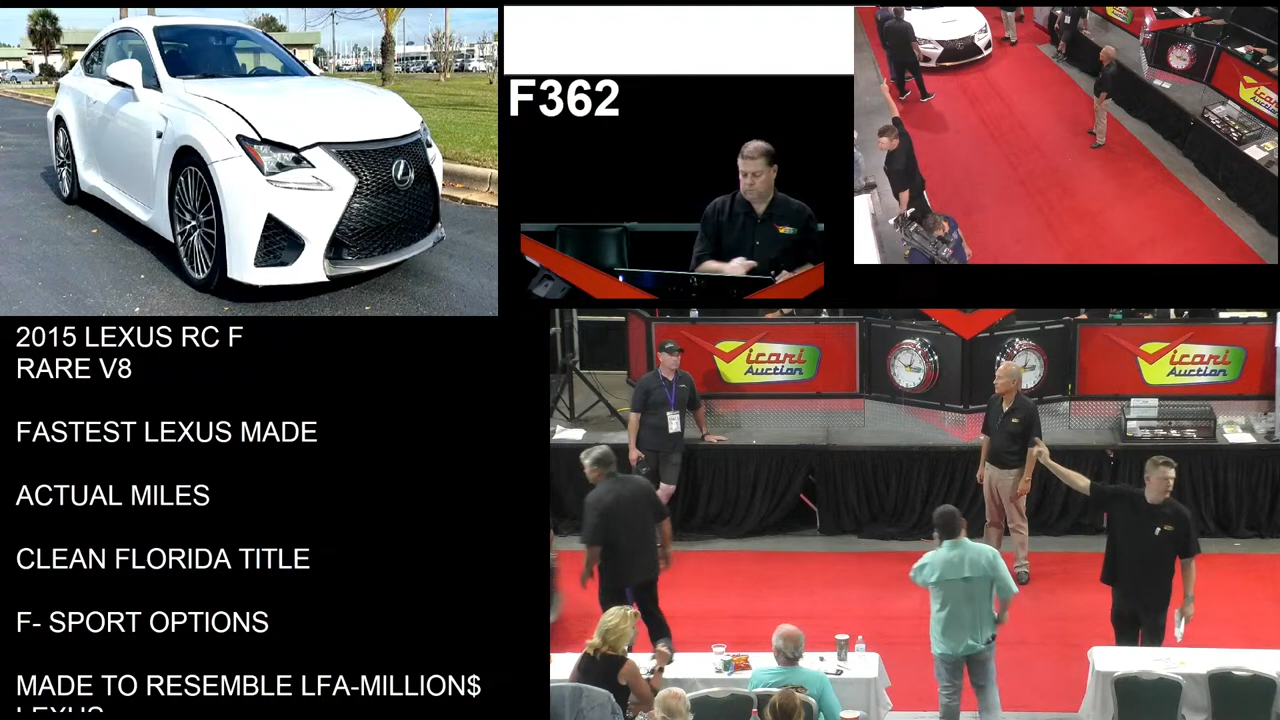 F362
2015 LEXUS RC F
RARE V8
FASTEST LEXUS MADE
ACTUAL MILES
CLEAN FLORIDA TITLE
F- SPORT OPTIONS
MADE TO RESEMBLE LFA-MILLION$
LEXUS
Vicari
Auction
Vicari
Auction